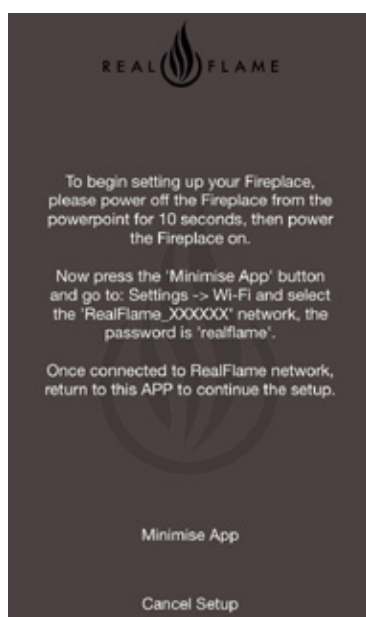 REAL FLAME
To begin setting up your Fireplace,
please power off the Fireplace from the
powerpoint for 10 seconds, then power
the Fireplace on.
Now press the 'Minimise App' button
and go to: Settings -> Wi-Fi and select
the 'RealFlame_XXXXXX' network, the
password is 'realflame'.
Once connected to RealFlame network,
return to this APP to continue the setup.
Minimise App
Cancel Setup